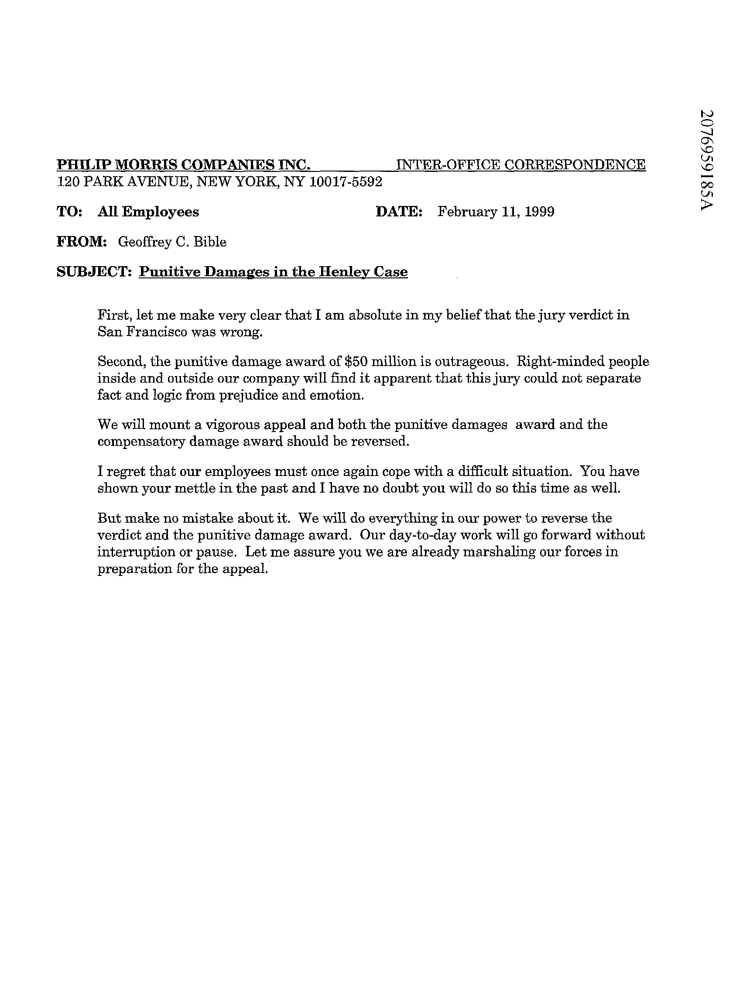 PHILIP MORRIS COMPANIES INC. INTER-OFFICE CORRESPONDENCE
120 PARK AVENUE, NEW YORK, NY 10017-5592
TO: All Employees DATE: February 11, 1999
FROM: Geoffrey C. Bible
SUBJECT: Punitive Damages in the Henley Case
First, let me make very clear that I am absolute in my belief that the jury verdict in
San Francisco was wrong.
Second, the punitive damage award of $50 million is outrageous. Right-minded people
inside and outside our company will find it apparent that this jury could not separate
fact and logic from prejudice and emotion.
We will mount a vigorous appeal and both the punitive damages award and the
compensatory damage award should be reversed.
I regret that our employees must once again cope with a difficult situation. You have
shown your mettle in the past and I have no doubt you will do so this time as well.
But make no mistake about it. We will do everything in our power to reverse the
verdict and the punitive damage award. Our day-to-day work will go forward without
interruption or pause. Let me assure you we are already marshaling our forces in
preparation for the appeal.
2076959185A